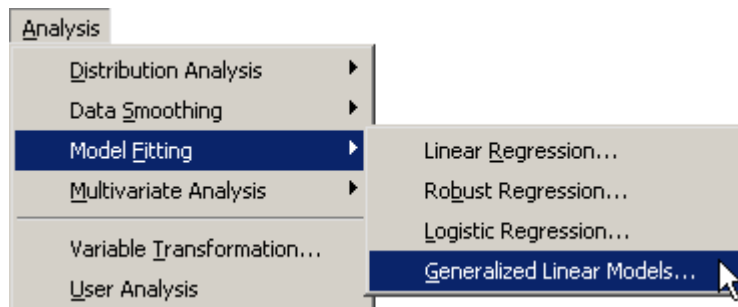 Analysis
Distribution Analysis
Data Smoothing
Model Fitting
Multivariate Analysis
Variable Transformation...
User Analysis
Linear Regression...
Robust Regression...
Logistic Regression...
Generalized Linear Models...